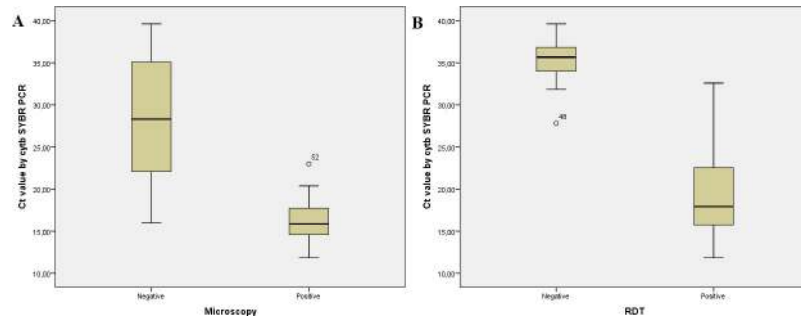 A
Ct value by cytb SYBR PCR
40,00
35,00
30,00
25,00
20,00
15,00
10,00
52
Negative
Positive
Microscopy
B
Ct value by cytb SYBR PCR
40,00
35,00
30,00
25,00
20,00
15,00
10,00
48
Negative
Positive
RDT